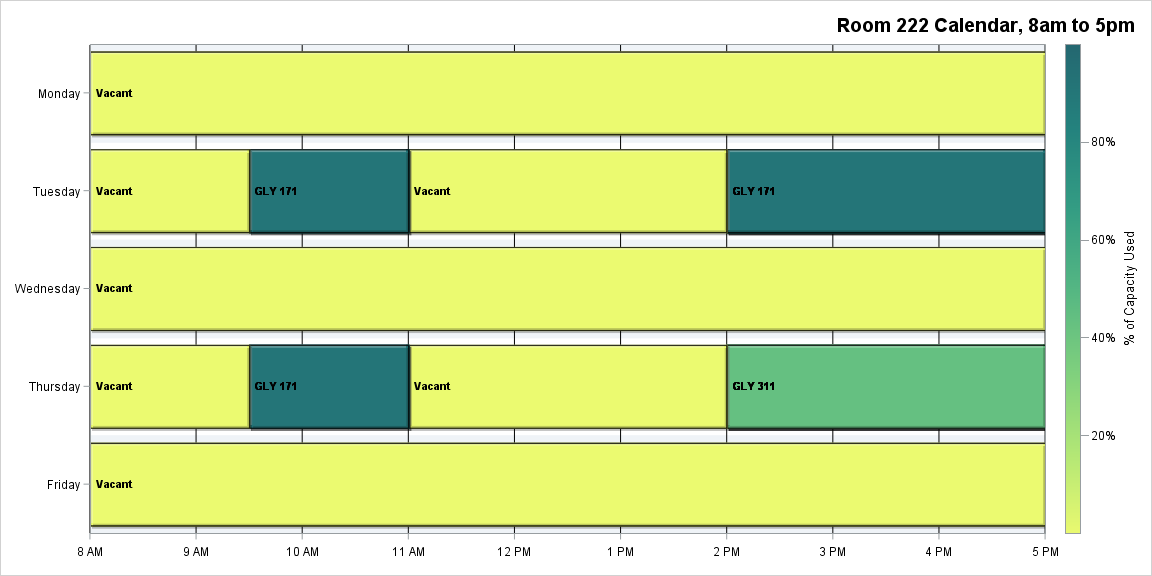 Room 222 Calendar, 8am to 5pm
Monday
Vacant
Tuesday
Vacant
GLY 171
Vacant
GLY 171
Wednesday
Vacant
Thursday
Vacant
GLY 171
Vacant
GLY 311
Friday
Vacant
8 AM
9 AM
10 AM
11 AM
12 PM
1 PM
2 PM
3 PM
4 PM
5 PM
80%
60%
40%
20%
% of Capacity Used